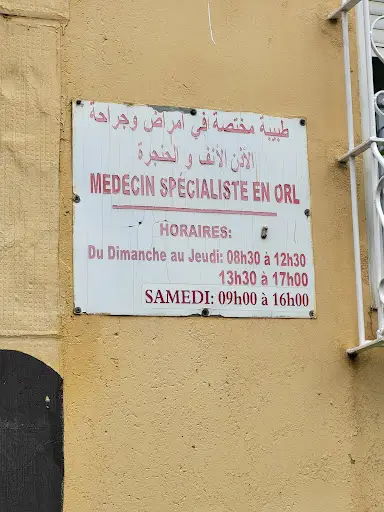 طبيبة مختصة في أمراض وجراحة
الأذن الأنف و الحنجرة
MEDECIN SPÉCIALISTE EN ORL
HORAIRES:
Du Dimanche au Jeudi: 08h30 à 12h30
13h30 à 17h00
SAMEDI: 09h00 à 16h00